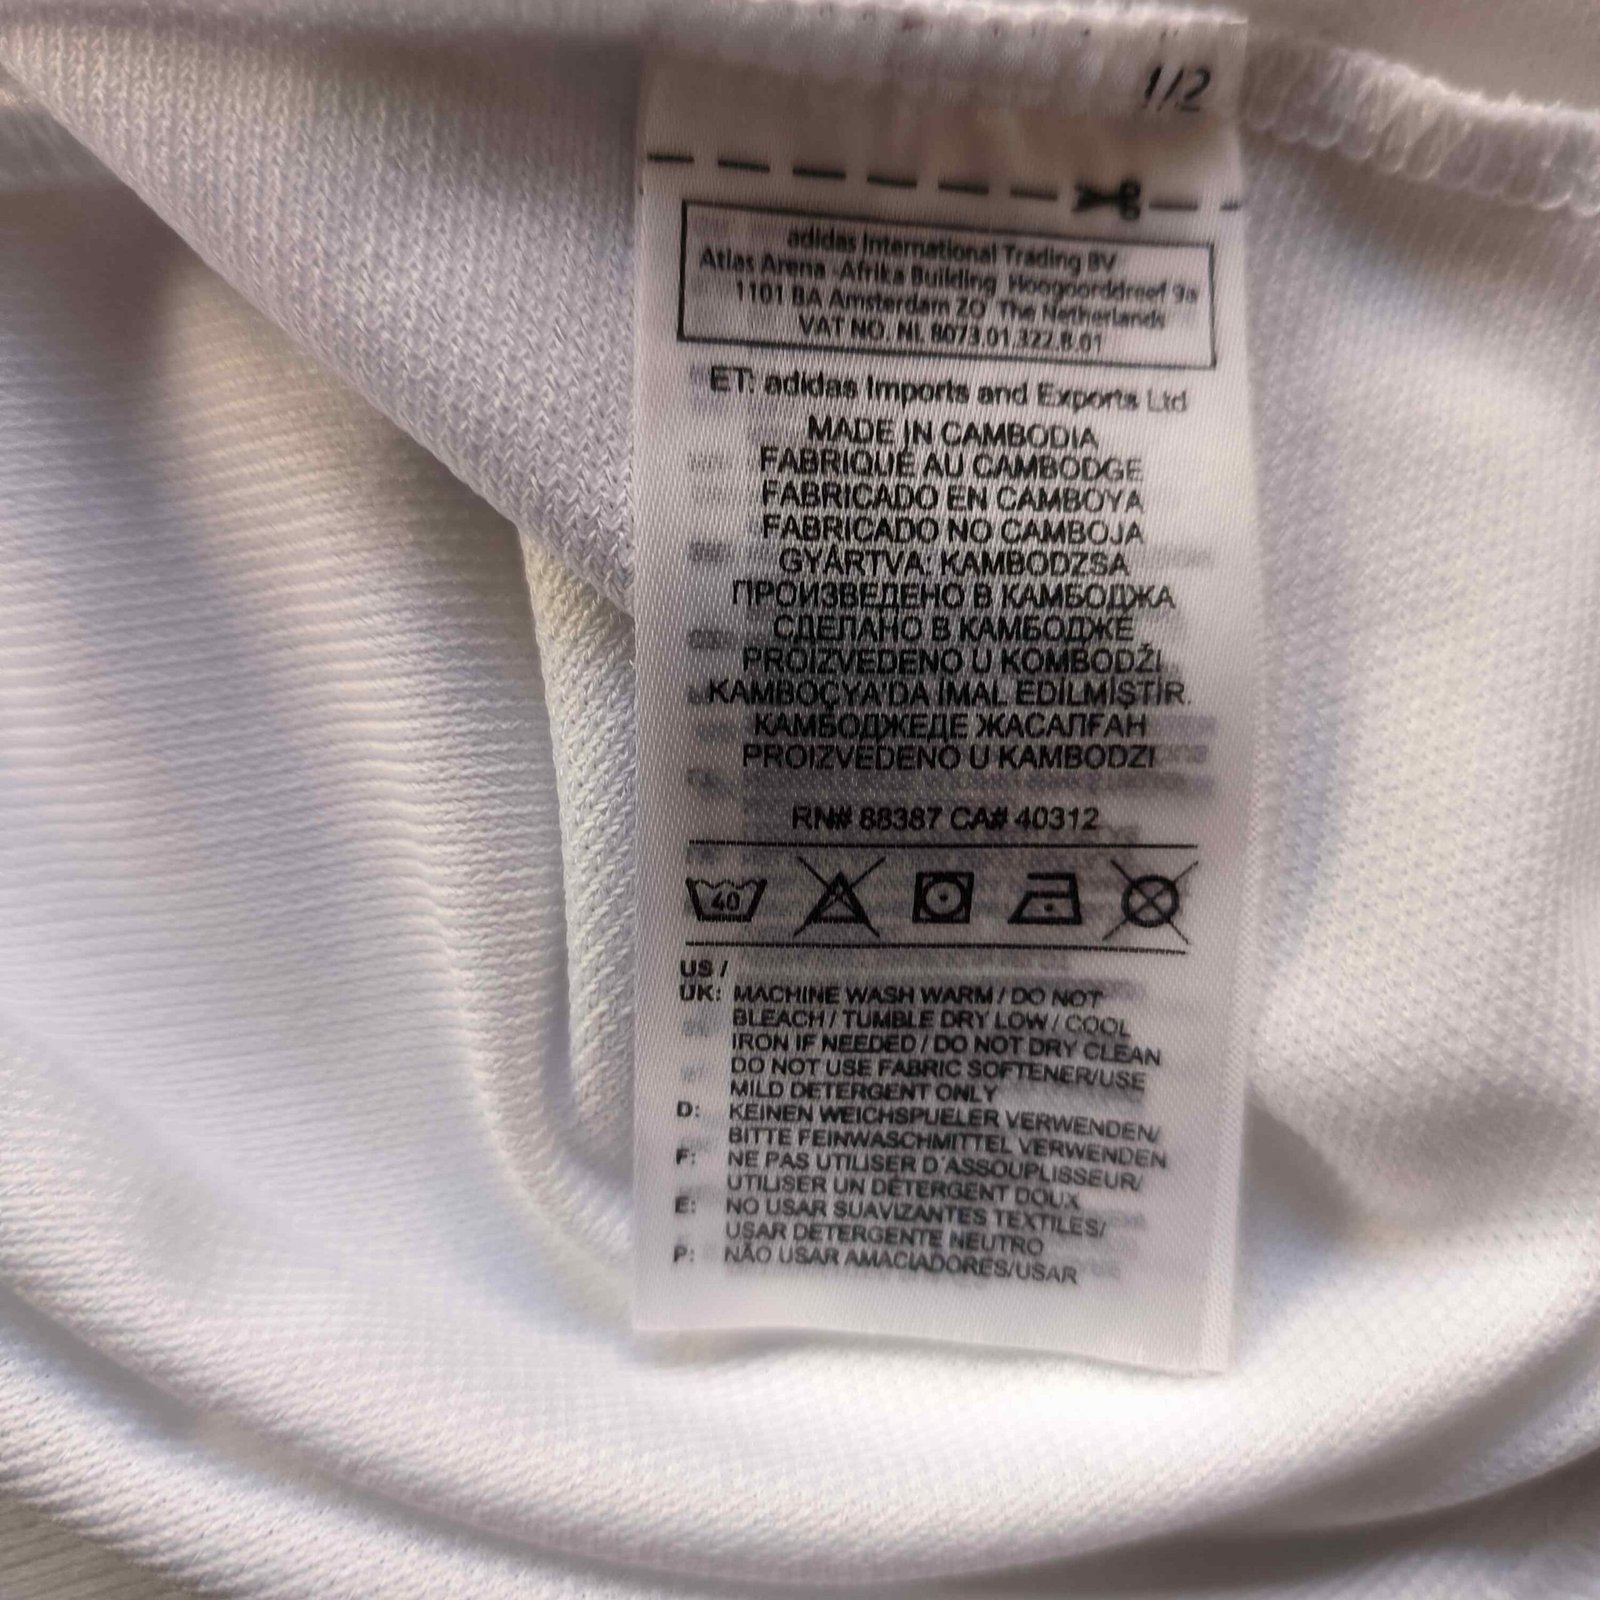 1/2
adidas International Trading BV
Atlas Arena -Afrika Building Hoogoorddreef 9a
1101 BA Amsterdam ZO The Netherlands
VAT NO. NL 8073.01.322.B.01
ET: adidas Imports and Exports Ltd
MADE IN CAMBODIA
FABRIQUÉ AU CAMBODGE
FABRICADO EN CAMBOYA
FABRICADO NO CAMBOJA
GYÁRTVA: KAMBODZSA
ПРОИЗВЕДЕНО В КАМБОДЖА
СДЕЛАНО В КАМБОДЖЕ
PROIZVEDENO U KOMBODŽI
KAMBOÇYA'DA İMAL EDİLMİŞTİR.
КАМБОДЖЕДЕ ЖАСАЛҒАН
PROIZVEDENO U KAMBODZI
RN# 88387 CA# 40312
40
US /
UK: MACHINE WASH WARM / DO NOT
BLEACH / TUMBLE DRY LOW / COOL
IRON IF NEEDED / DO NOT DRY CLEAN
DO NOT USE FABRIC SOFTENER/USE
MILD DETERGENT ONLY
D: KEINEN WEICHSPUELER VERWENDEN/
BITTE FEINWASCHMITTEL VERWENDEN
F: NE PAS UTILISER D'ASSOUPLISSEUR/
UTILISER UN DÉTERGENT DOUX
E: NO USAR SUAVIZANTES TEXTILES/
USAR DETERGENTE NEUTRO
P: NÃO USAR AMACIADORES/USAR